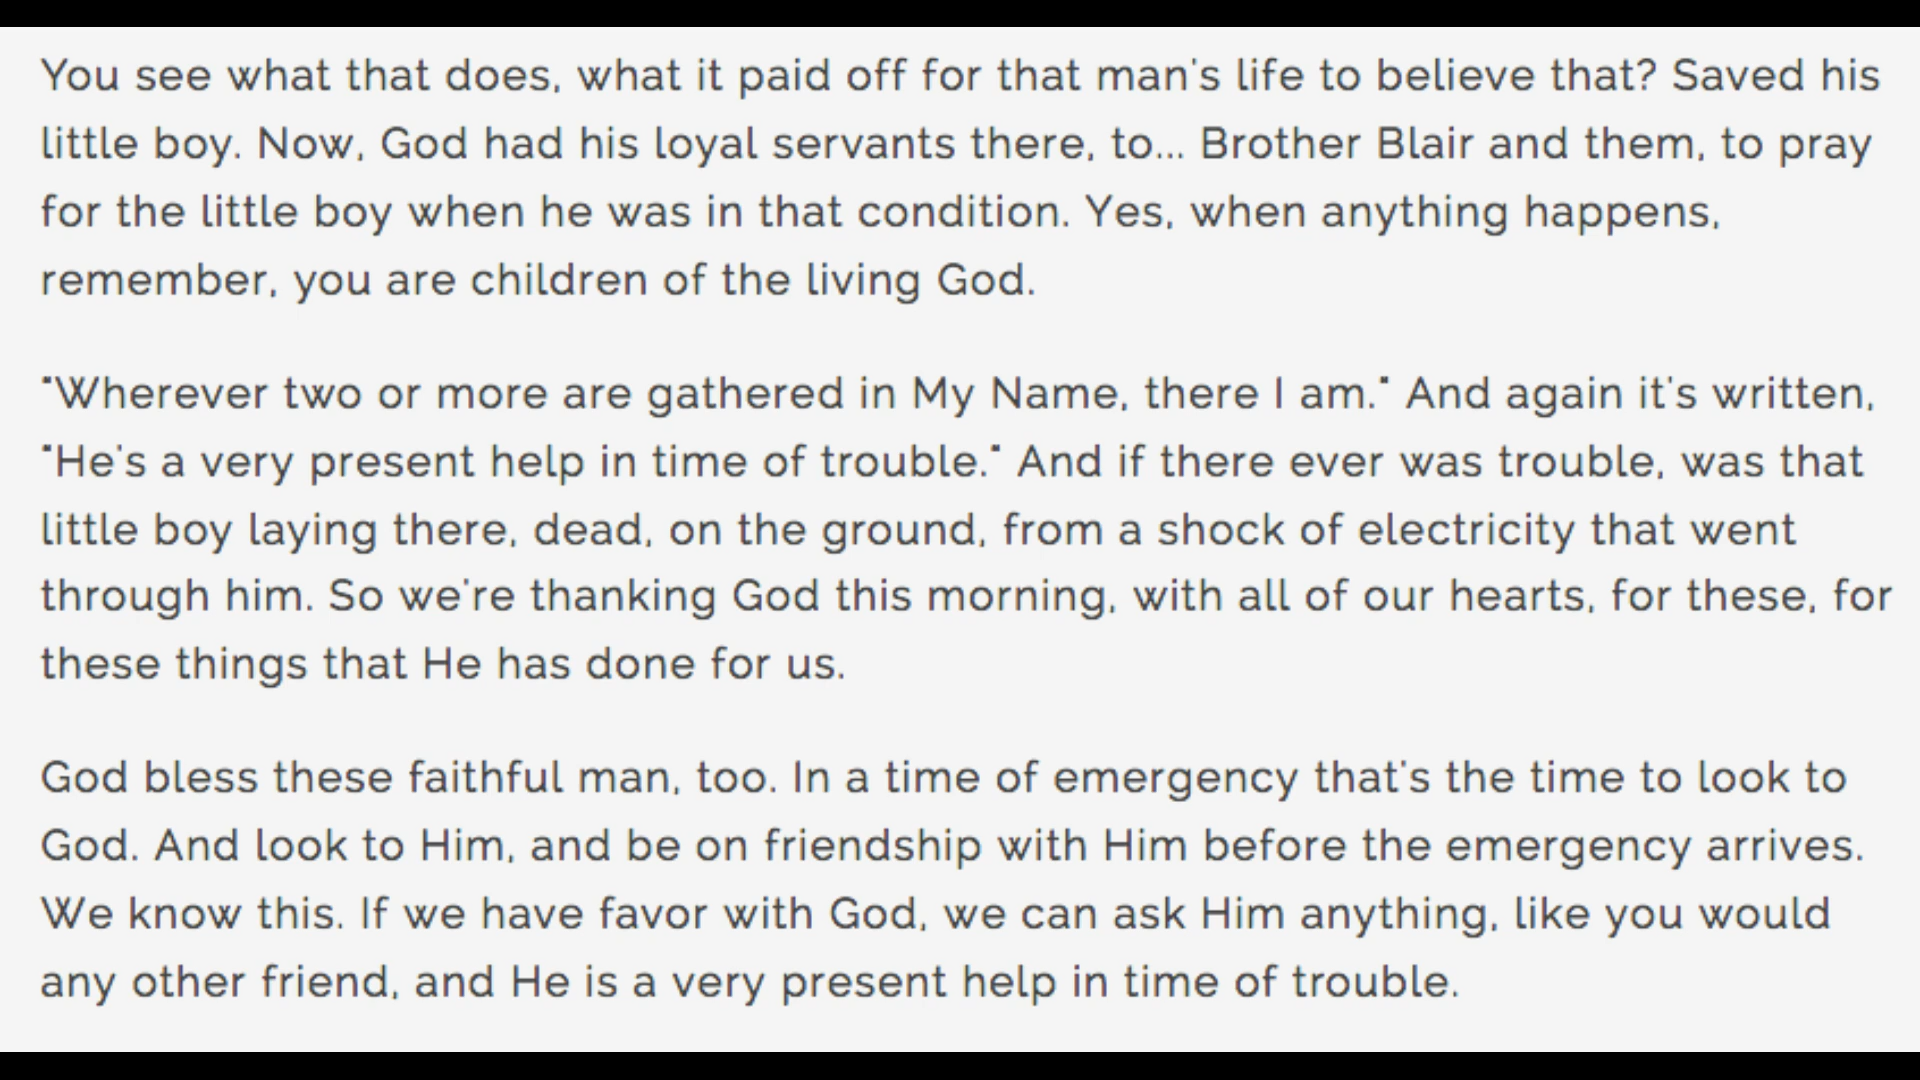 You see what that does, what it paid off for that man's life to believe that? Saved his
little boy. Now, God had his loyal servants there, to... Brother Blair and them, to pray
for the little boy when he was in that condition. Yes, when anything happens,
remember, you are children of the living God.
"Wherever two or more are gathered in My Name, there I am." And again it's written,
"He's a very present help in time of trouble." And if there ever was trouble, was that
little boy laying there, dead, on the ground, from a shock of electricity that went
through him. So we're thanking God this morning, with all of our hearts, for these, for
these things that He has done for us.
God bless these faithful man, too. In a time of emergency that's the time to look to
God. And look to Him, and be on friendship with Him before the emergency arrives.
We know this. If we have favor with God, we can ask Him anything, like you would
any other friend, and He is a very present help in time of trouble.